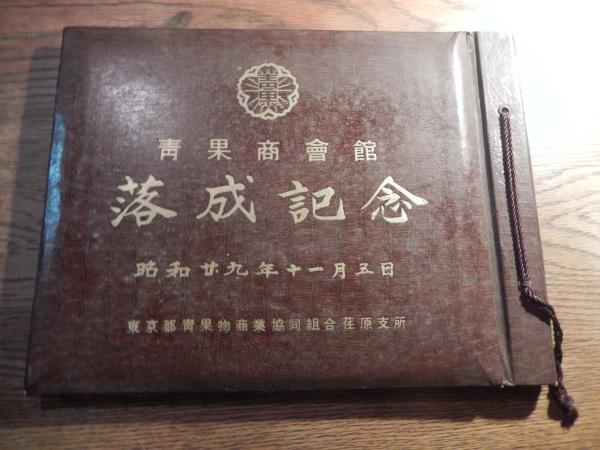 青果商會館
落成記念
昭和廿九年十一月五日
東京都靑果物商業協同組合荏原支所